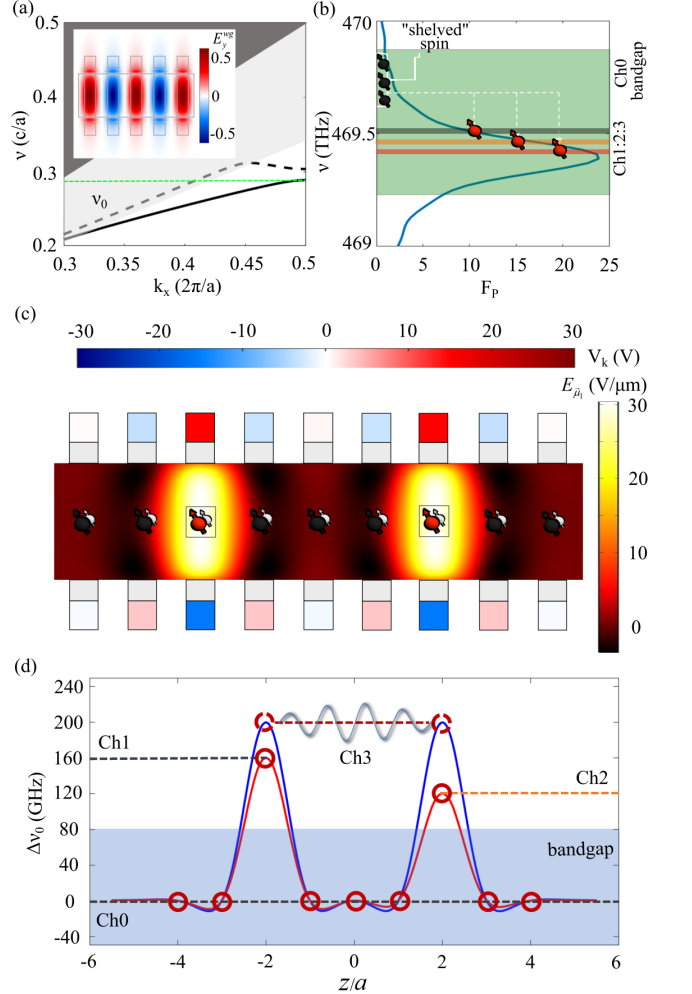 (a)
0.5
0.4
0.3
0.2
ν (c/a)
E_y^wg
0.5
0
-0.5
ν₀
0.3
0.35
0.4
0.45
0.5
kₓ (2π/a)
(b)
470
469.5
469
ν (THz)
"shelved"
spin
Ch0
bandgap
Ch1:2:3
0
5
10
15
20
25
F_P
(c)
-30
-20
-10
0
10
20
30
V_k (V)
E_μ⃗₁ (V/μm)
30
20
10
0
(d)
240
200
160
120
80
40
0
-40
Δν₀ (GHz)
Ch1
Ch3
Ch2
bandgap
Ch0
-6
-4
-2
0
2
4
6
z/a